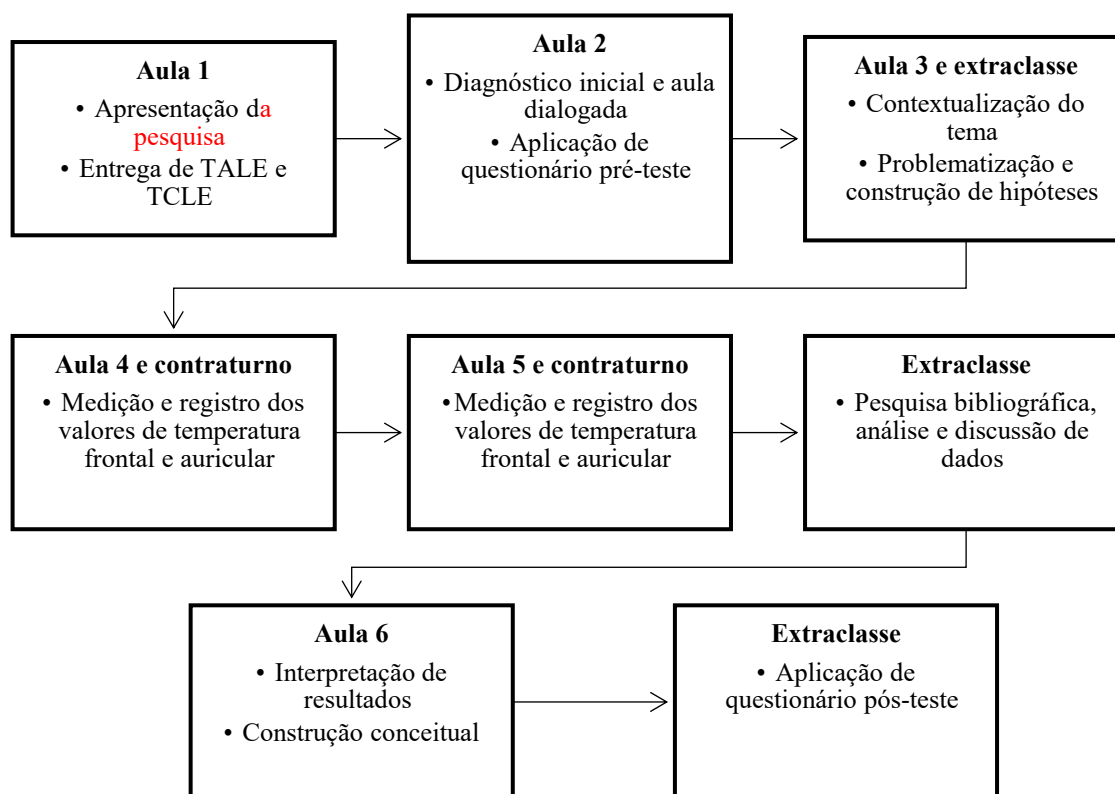 Aula 1
• Apresentação da
pesquisa
• Entrega de TALE e
TCLE
Aula 2
• Diagnóstico inicial e aula
dialogada
• Aplicação de
questionário pré-teste
Aula 3 e extraclasse
• Contextualização do
tema
• Problematização e
construção de hipóteses
Aula 4 e contraturno
• Medição e registro dos
valores de temperatura
frontal e auricular
Aula 5 e contraturno
• Medição e registro dos
valores de temperatura
frontal e auricular
Extraclasse
• Pesquisa bibliográfica,
análise e discussão de
dados
Aula 6
• Interpretação de
resultados
• Construção conceitual
Extraclasse
• Aplicação de
questionário pós-teste